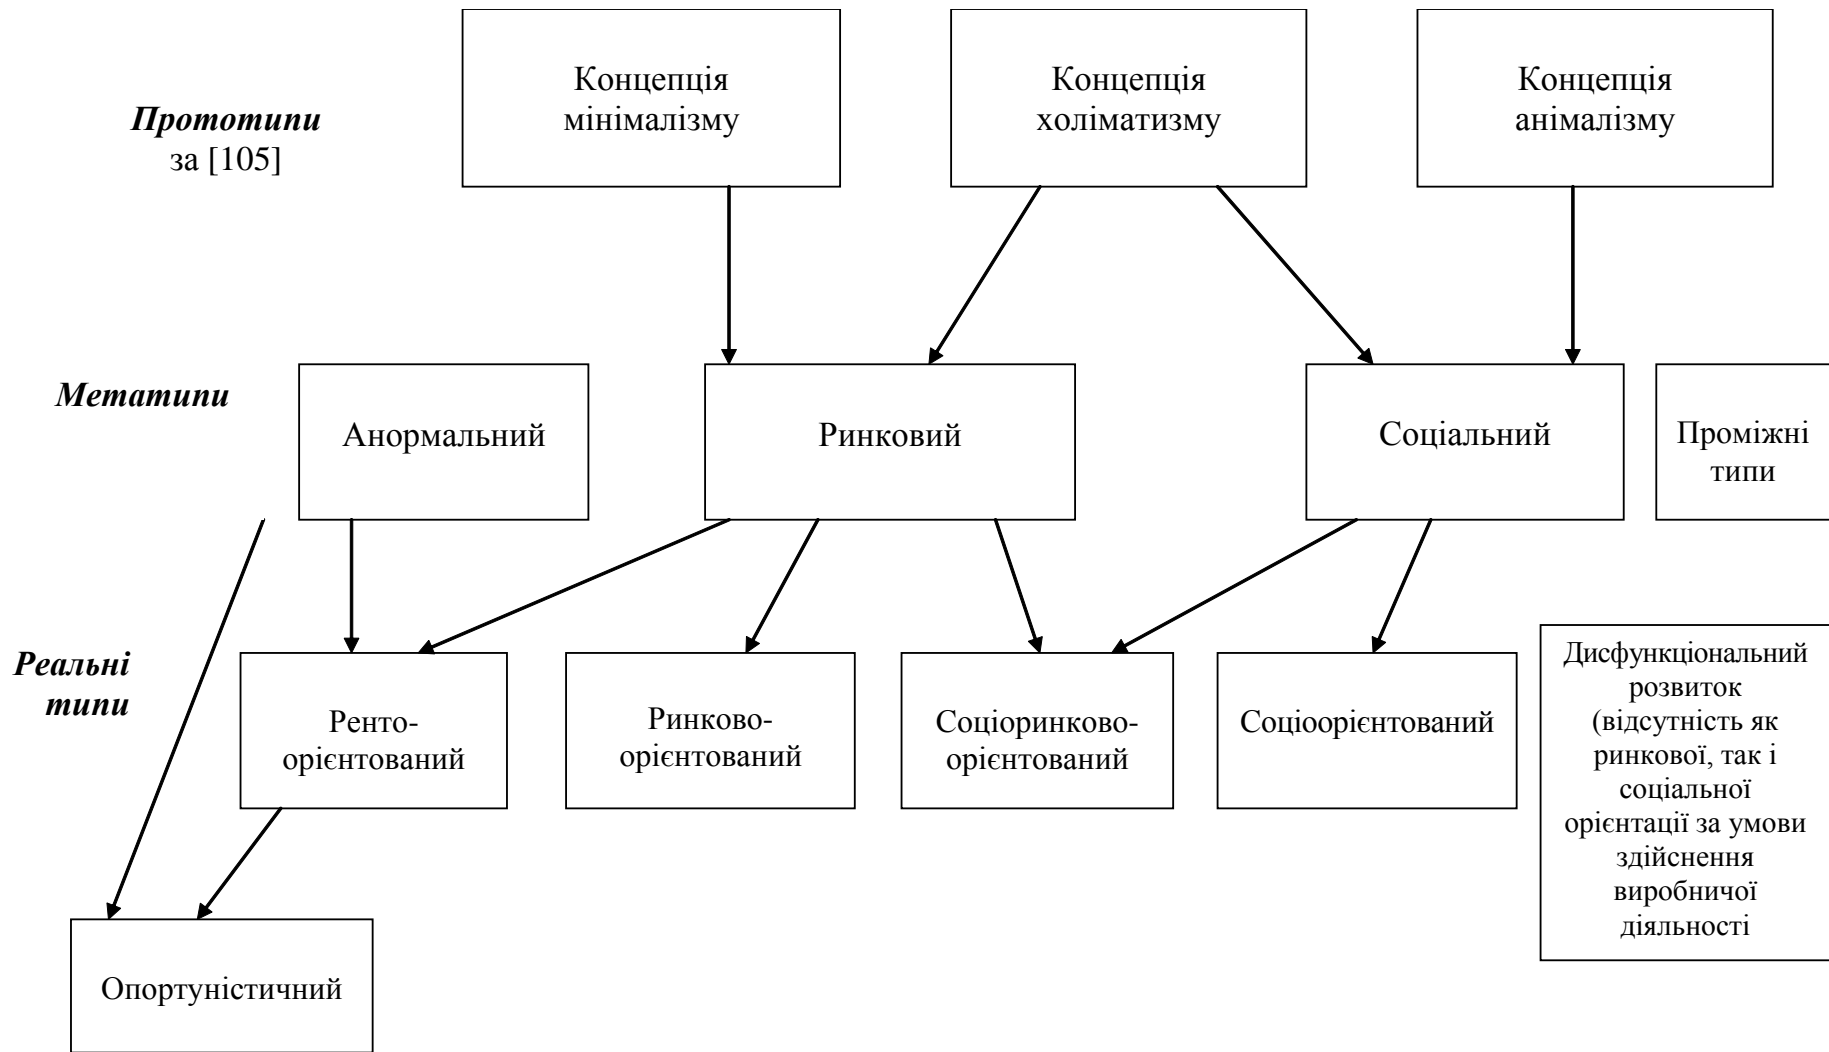 Концепція
мінімалізму
Концепція
холіматизму
Концепція
анімалізму
Прототипи
за [105]
Метатипи
Анормальний
Ринковий
Соціальний
Проміжні
типи
Реальні
типи
Ренто-
орієнтований
Ринково-
орієнтований
Соціоринково-
орієнтований
Соціоорієнтований
Дисфункціональний
розвиток
(відсутність як
ринкової, так і
соціальної
орієнтації за умови
здійснення
виробничої
діяльності
Опортуністичний